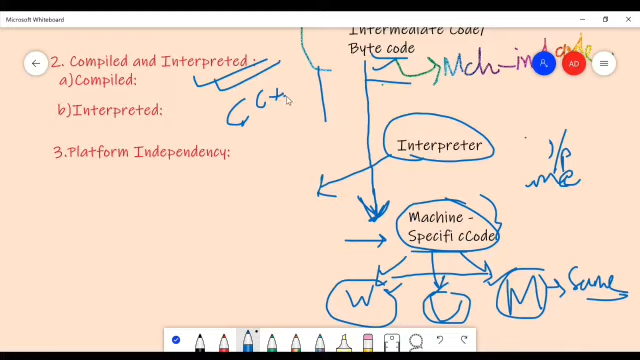 Microsoft Whiteboard
Intermediate Code/
Byte code
2. Compiled and Interpreted :
a)Compiled:
b)Interpreted:
3.Platform Independency:
C C+
Interpreter
I/P
m/c
Machine -
Specifi cCode
W U M Same
AD